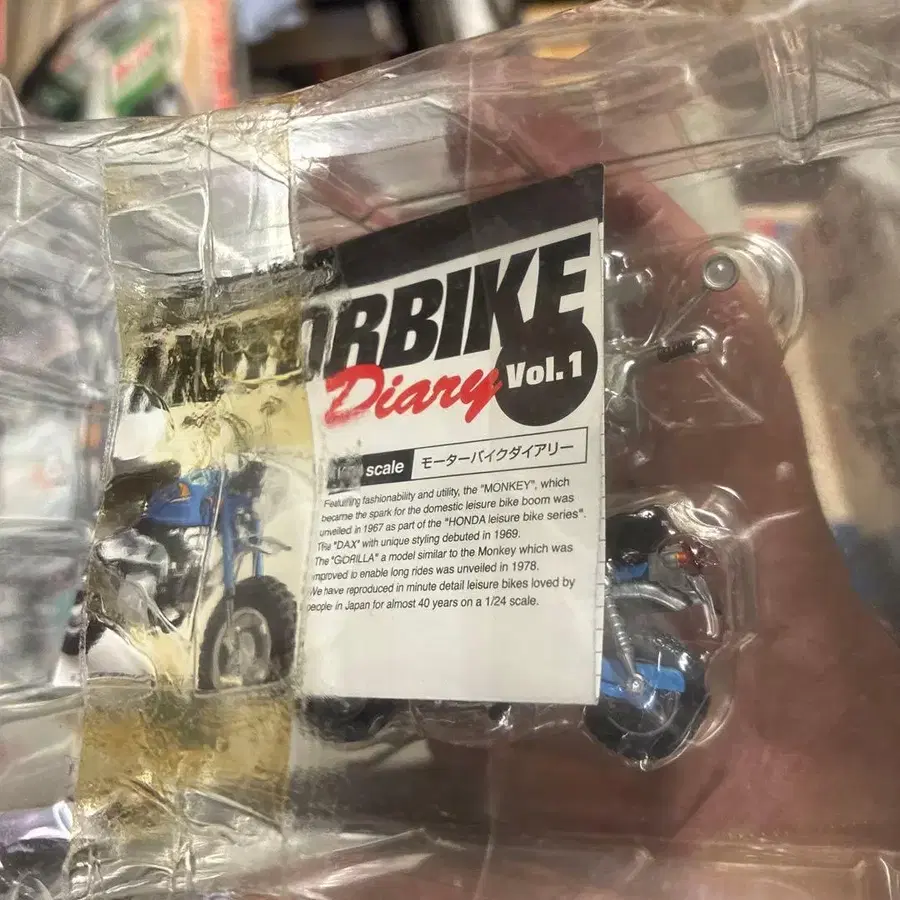 ORBIKE
Diary Vol.1
scale モーターバイクダイアリー
Featuring fashionability and utility, the "MONKEY", which
became the spark for the domestic leisure bike boom was
unveiled in 1967 as part of the "HONDA leisure bike series".
The "DAX" with unique styling debuted in 1969.
The "GORILLA" a model similar to the Monkey which was
improved to enable long rides was unveiled in 1978.
We have reproduced in minute detail leisure bikes loved by
people in Japan for almost 40 years on a 1/24 scale.